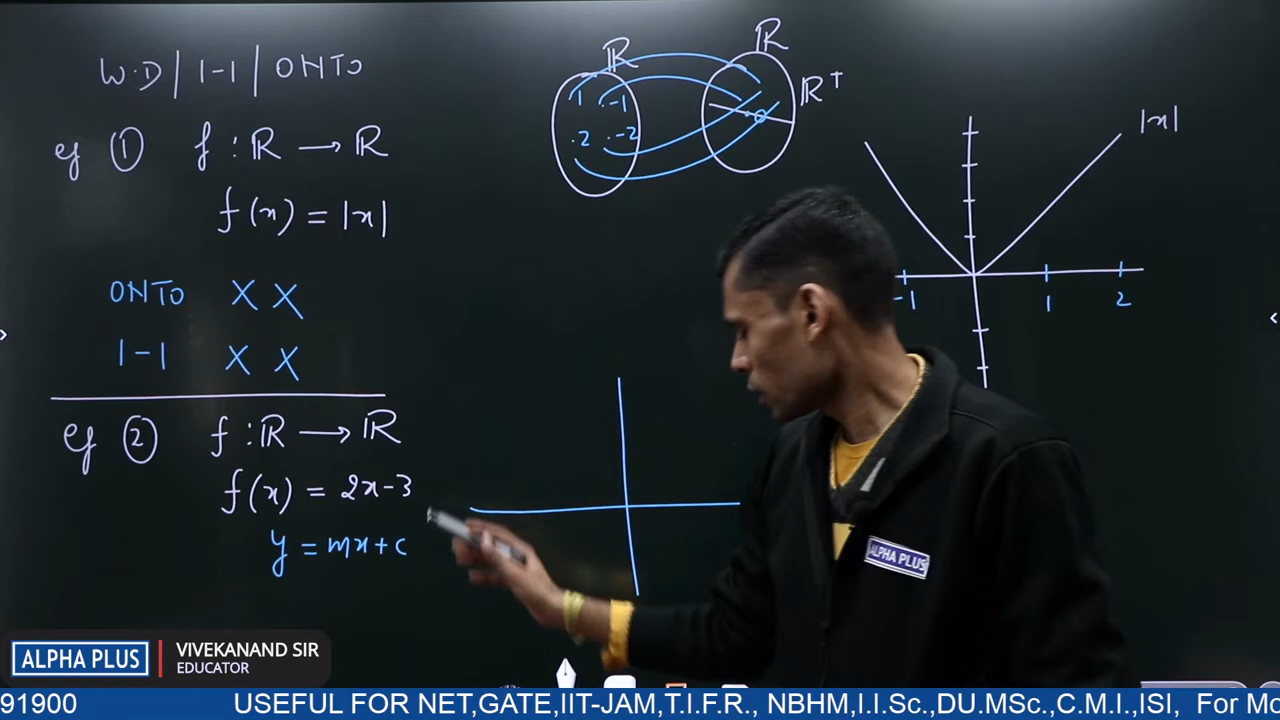 W.D | 1-1 | ONTO
eg ① f : ℝ → ℝ
f(x) = |x|
ONTO X X
1-1 X X
eg ② f : ℝ → ℝ
f(x) = 2x-3
y = mx+c
ℝ ℝ
ℝ⁺
1 .-1
.2 .-2
|x|
-1 1 2
ALPHA PLUS
ALPHA PLUS | VIVEKANAND SIR
EDUCATOR
91900 USEFUL FOR NET,GATE,IIT-JAM,T.I.F.R., NBHM,I.I.Sc.,DU.MSc.,C.M.I.,ISI, For Mo